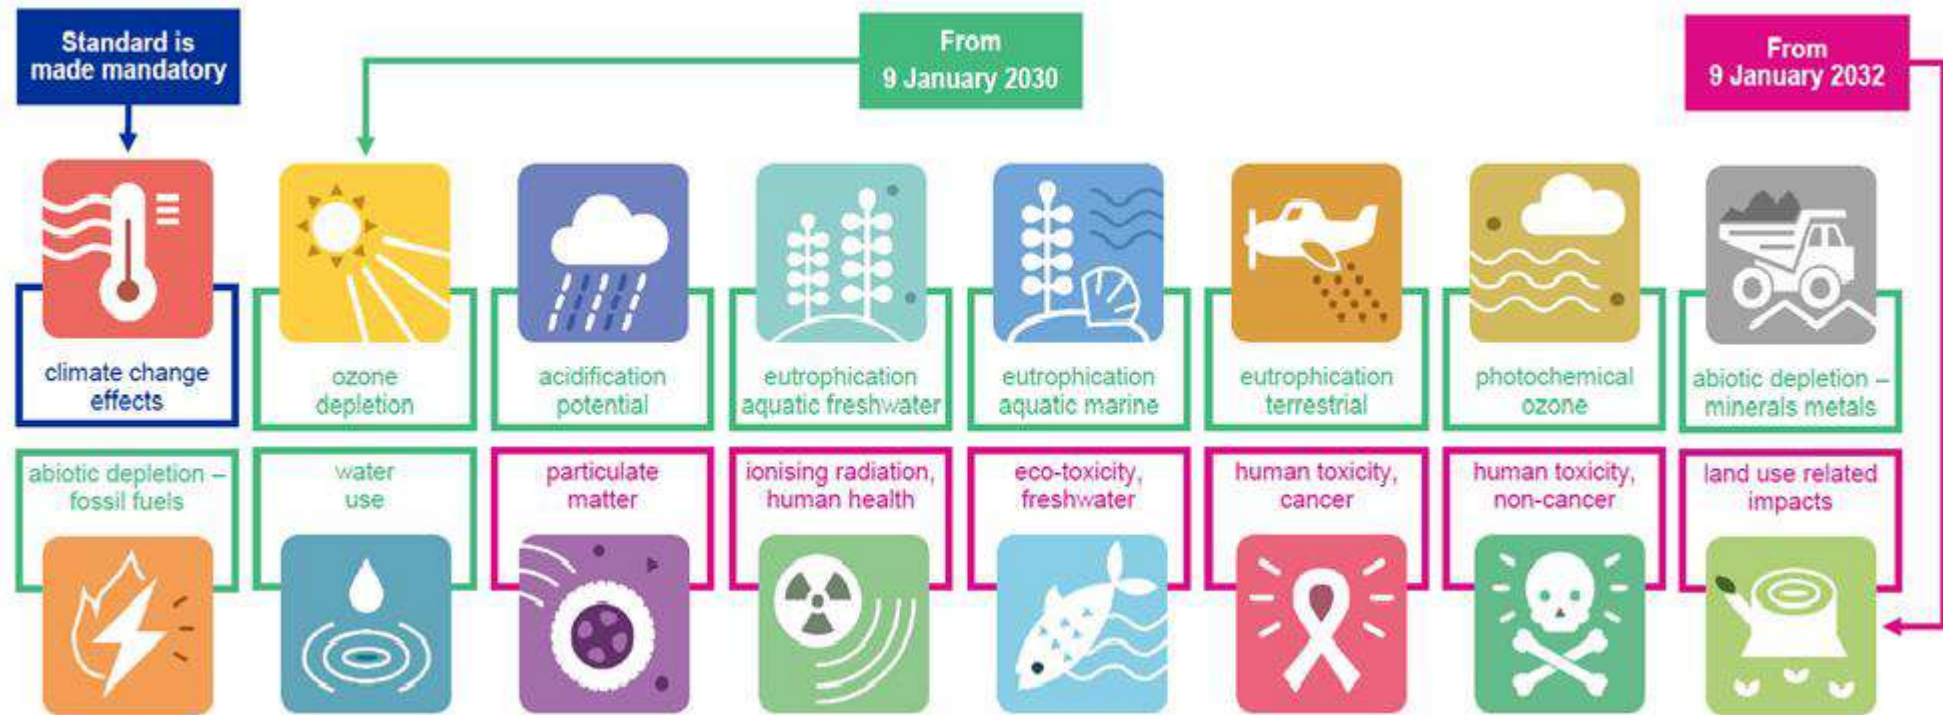 Standard is
made mandatory
From
9 January 2030
From
9 January 2032
climate change
effects
ozone
depletion
acidification
potential
eutrophication
aquatic freshwater
eutrophication
aquatic marine
eutrophication
terrestrial
photochemical
ozone
abiotic depletion –
minerals metals
abiotic depletion –
fossil fuels
water
use
particulate
matter
ionising radiation,
human health
eco-toxicity,
freshwater
human toxicity,
cancer
human toxicity,
non-cancer
land use related
impacts